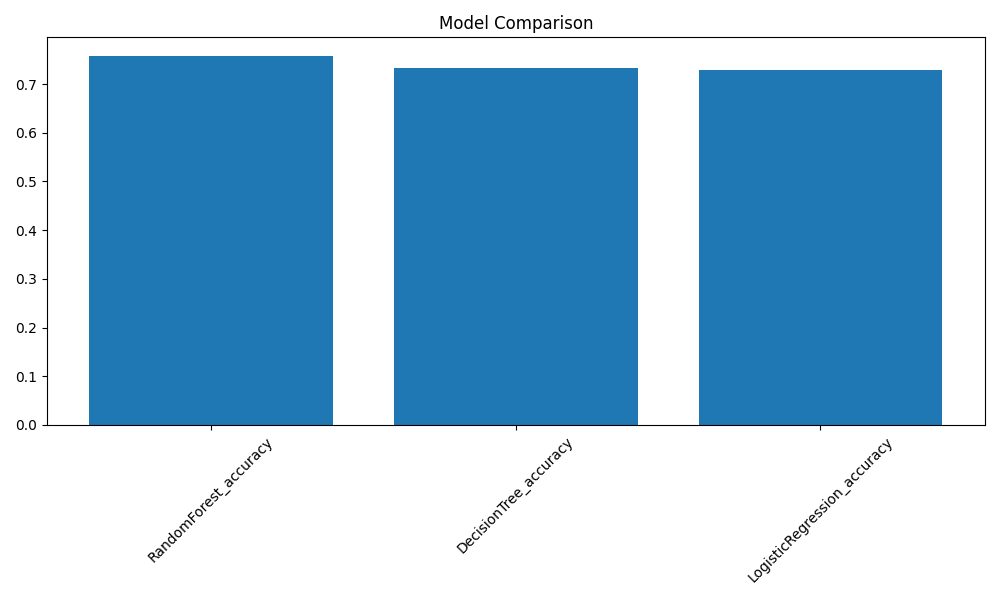 Model Comparison
0.7
0.6
0.5
0.4
0.3
0.2
0.1
0.0
RandomForest_accuracy
DecisionTree_accuracy
LogisticRegression_accuracy